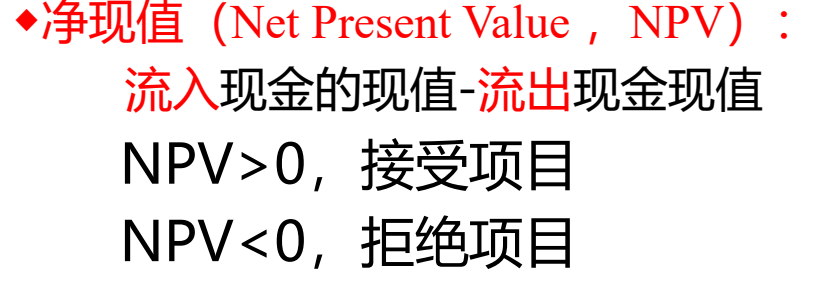 ◆净现值（Net Present Value ，NPV）：
流入现金的现值-流出现金现值
NPV>0，接受项目
NPV<0，拒绝项目